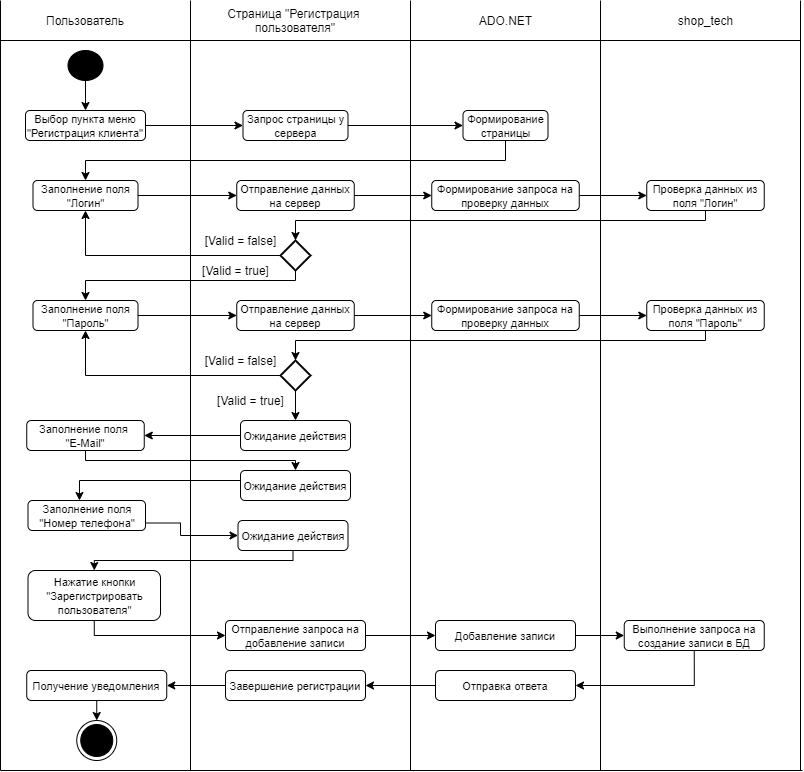 Пользователь
Страница "Регистрация
пользователя"
ADO.NET
shop_tech
Выбор пункта меню
"Регистрация клиента"
Запрос страницы у
сервера
Формирование
страницы
Заполнение поля
"Логин"
Отправление данных
на сервер
Формирование запроса на
проверку данных
Проверка данных из
поля "Логин"
[Valid = false]
[Valid = true]
Заполнение поля
"Пароль"
Отправление данных
на сервер
Формирование запроса на
проверку данных
Проверка данных из
поля "Пароль"
[Valid = false]
[Valid = true]
Заполнение поля
"E-Mail"
Ожидание действия
Ожидание действия
Заполнение поля
"Номер телефона"
Ожидание действия
Нажатие кнопки
"Зарегистрировать
пользователя"
Отправление запроса на
добавление записи
Добавление записи
Выполнение запроса на
создание записи в БД
Получение уведомления
Завершение регистрации
Отправка ответа